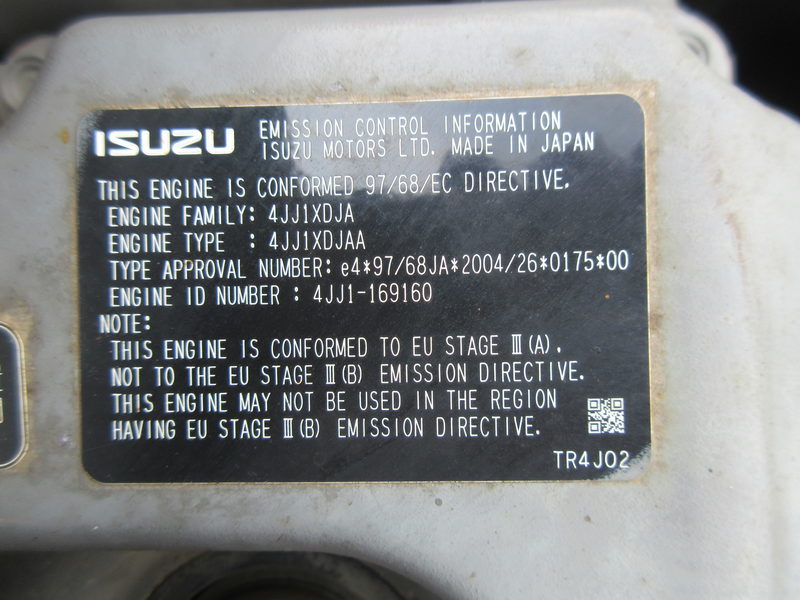 ISUZU EMISSION CONTROL INFORMATION
ISUZU MOTORS LTD. MADE IN JAPAN
THIS ENGINE IS CONFORMED 97/68/EC DIRECTIVE.
ENGINE FAMILY: 4JJ1XDJA
ENGINE TYPE : 4JJ1XDJAA
TYPE APPROVAL NUMBER: e4*97/68JA*2004/26*0175*00
ENGINE ID NUMBER : 4JJ1-169160
NOTE:
THIS ENGINE IS CONFORMED TO EU STAGE Ⅲ(A).
NOT TO THE EU STAGE Ⅲ(B) EMISSION DIRECTIVE.
THIS ENGINE MAY NOT BE USED IN THE REGION
HAVING EU STAGE Ⅲ(B) EMISSION DIRECTIVE.
TR4J02